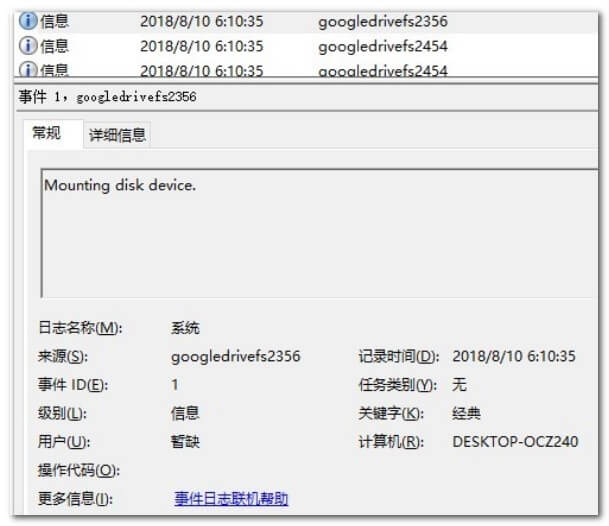 信息 2018/8/10 6:10:35 googledrivefs2356
信息 2018/8/10 6:10:35 googledrivefs2454
信息 2018/8/10 6:10:35 googledrivefs2454
事件 1，googledrivefs2356
常规 详细信息
Mounting disk device.
日志名称(M): 系统
来源(S): googledrivefs2356 记录时间(D): 2018/8/10 6:10:35
事件 ID(E): 1 任务类别(Y): 无
级别(L): 信息 关键字(K): 经典
用户(U): 暂缺 计算机(R): DESKTOP-OCZ240
操作代码(O):
更多信息(I): 事件日志联机帮助